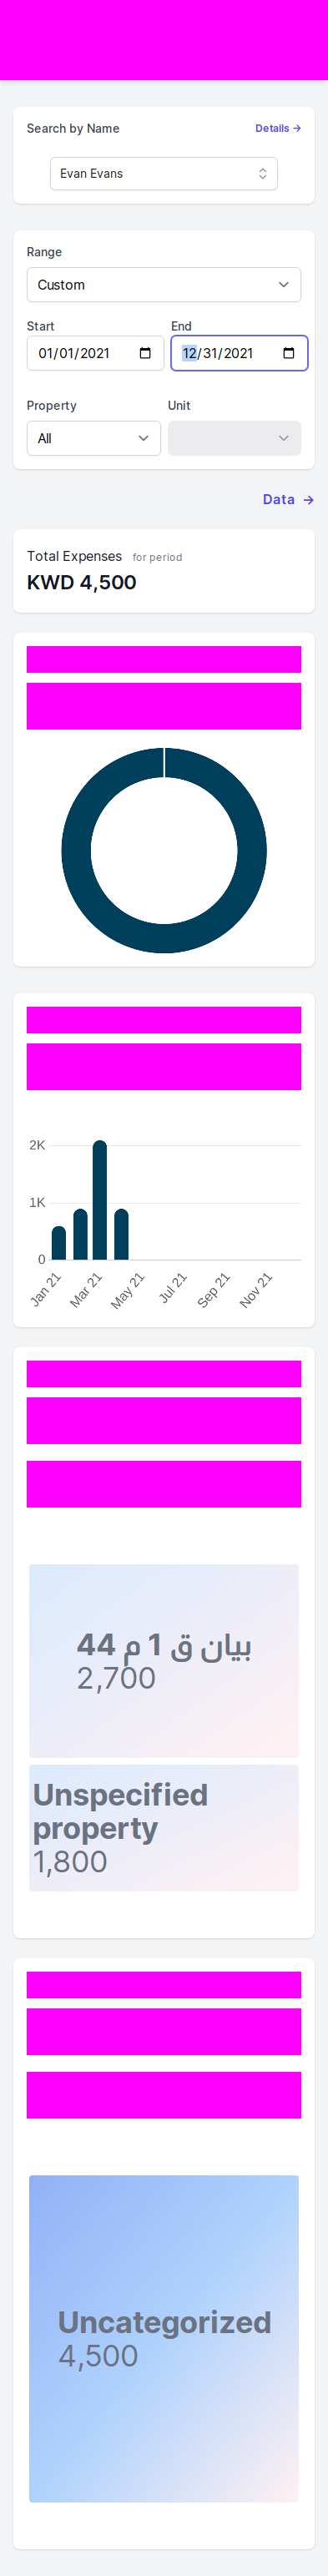 Search by Name
Details →
Evan Evans
Range
Custom
Start
End
01/01/2021
12/31/2021
Property
Unit
All
Data →
Total Expenses for period
KWD 4,500
2K
1K
0
Jan 21
Mar 21
May 21
Jul 21
Sep 21
Nov 21
بيان ق 1 م 44
2,700
Unspecified
property
1,800
Uncategorized
4,500